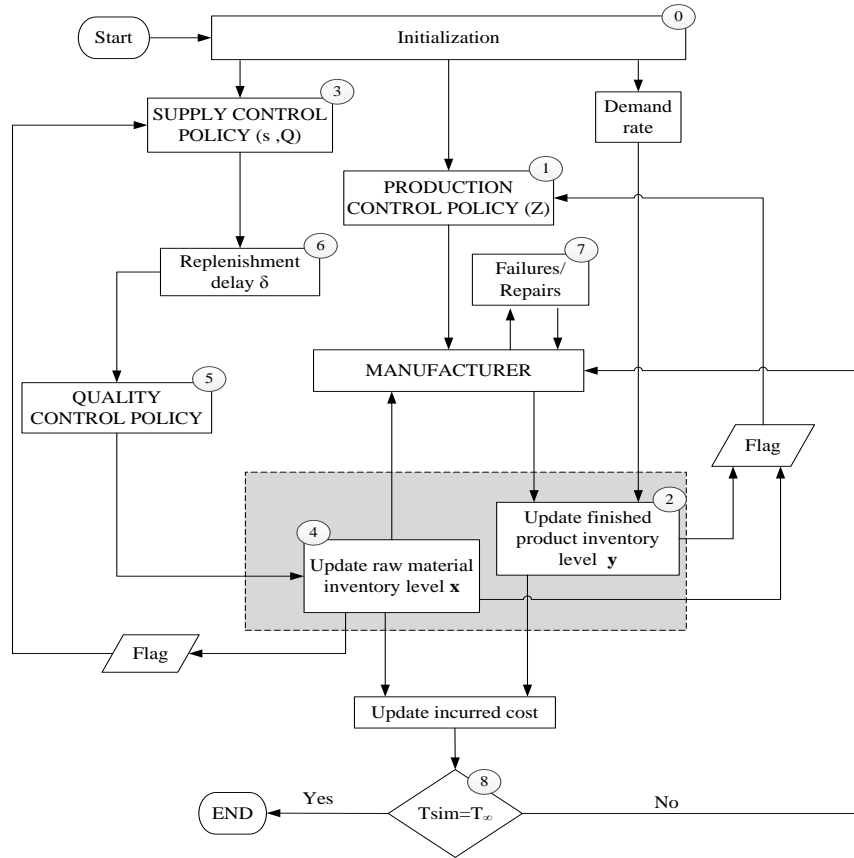 0
Start
Initialization
3
SUPPLY CONTROL
POLICY (s ,Q)
Demand
rate
1
PRODUCTION
CONTROL POLICY (Z)
6
Replenishment
delay δ
7
Failures/
Repairs
MANUFACTURER
5
QUALITY
CONTROL POLICY
Flag
2
Update finished
product inventory
level y
4
Update raw material
inventory level x
Flag
Update incurred cost
8
Tsim=T∞
Yes
END
No